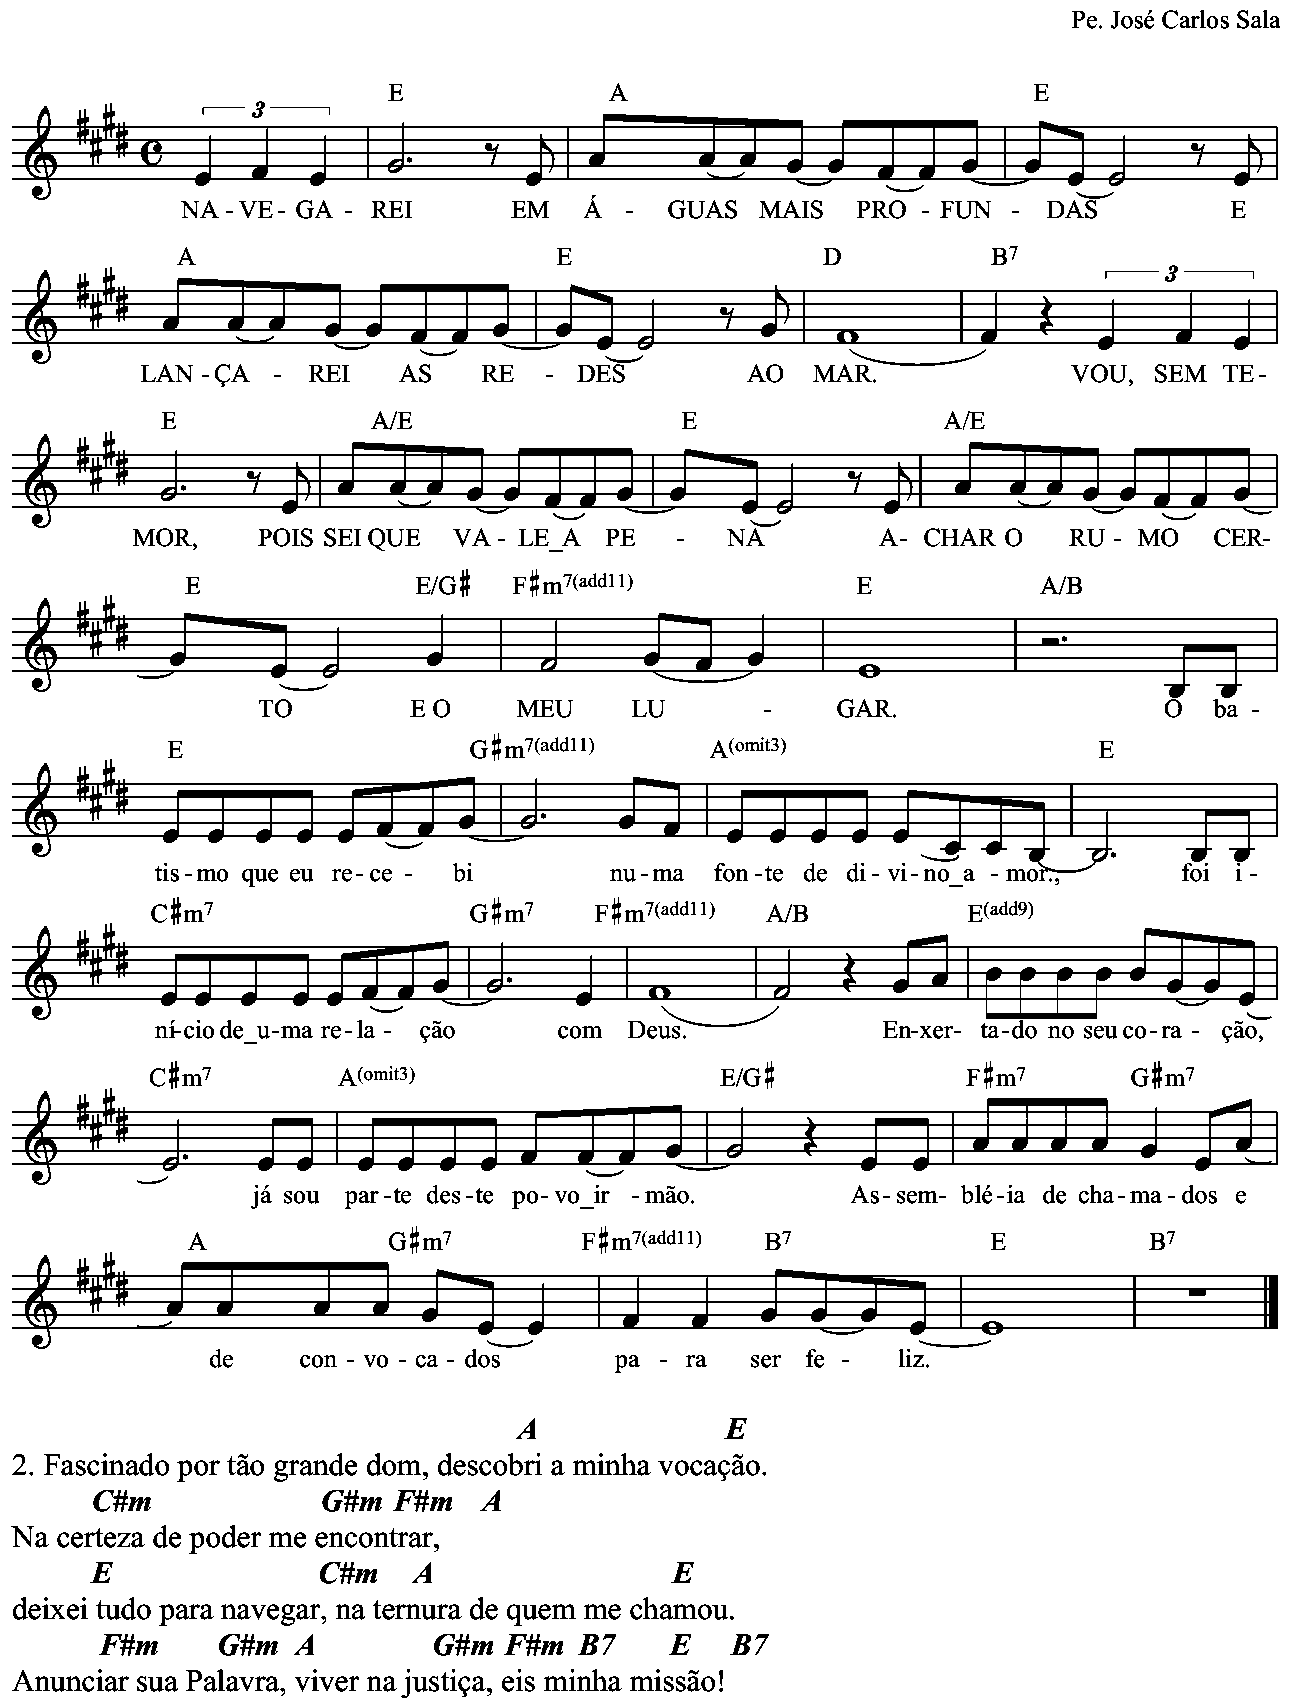 Pe. José Carlos Sala
3
E A E
NA - VE - GA - REI EM Á - GUAS MAIS PRO - FUN - DAS E
A E D B7 3
LAN - ÇA - REI AS RE - DES AO MAR. VOU, SEM TE-
E A/E E A/E
MOR, POIS SEI QUE VA - LE_A PE - NA A- CHAR O RU - MO CER-
E E/G# F#m7(add11) E A/B
TO E O MEU LU - GAR. O ba-
E G#m7(add11) A(omit3) E
tis-mo que eu re-ce - bi nu-ma fon-te de di-vi-no_a - mor., foi i-
C#m7 G#m7 F#m7(add11) A/B E(add9)
ní-cio de_u-ma re-la - ção com Deus. En-xer- ta-do no seu co-ra - ção,
C#m7 A(omit3) E/G# F#m7 G#m7
já sou par-te des-te po-vo_ir -mão. As-sem- blé-ia de cha-ma-dos e
A G#m7 F#m7(add11) B7 E B7
de con - vo - ca - dos pa - ra ser fe - liz.
A E
2. Fascinado por tão grande dom, descobri a minha vocação.
C#m G#m F#m A
Na certeza de poder me encontrar,
E C#m A E
deixei tudo para navegar, na ternura de quem me chamou.
F#m G#m A G#m F#m B7 E B7
Anunciar sua Palavra, viver na justiça, eis minha missão!